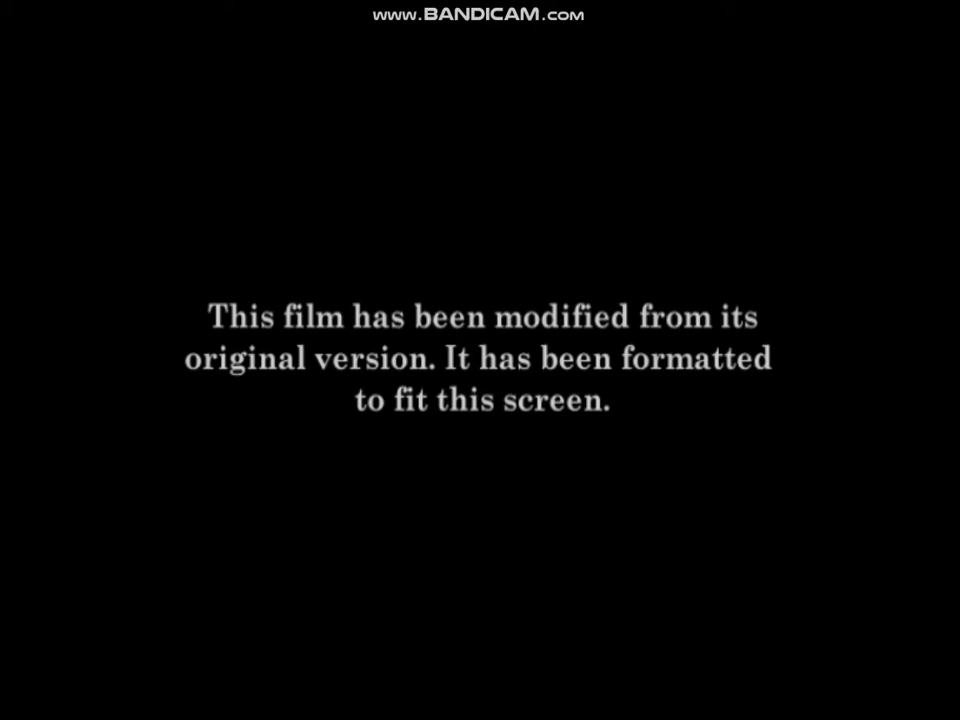 www.BANDICAM.com
This film has been modified from its
original version. It has been formatted
to fit this screen.